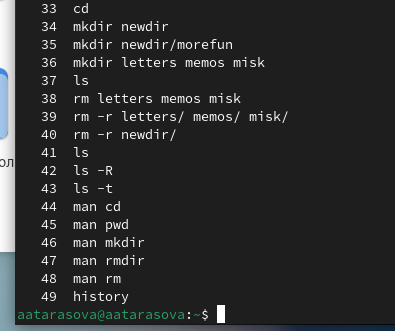 33 cd
34 mkdir newdir
35 mkdir newdir/morefun
36 mkdir letters memos misk
37 ls
38 rm letters memos misk
39 rm -r letters/ memos/ misk/
40 rm -r newdir/
41 ls
42 ls -R
43 ls -t
44 man cd
45 man pwd
46 man mkdir
47 man rmdir
48 man rm
49 history
aatarasova@aatarasova:~$